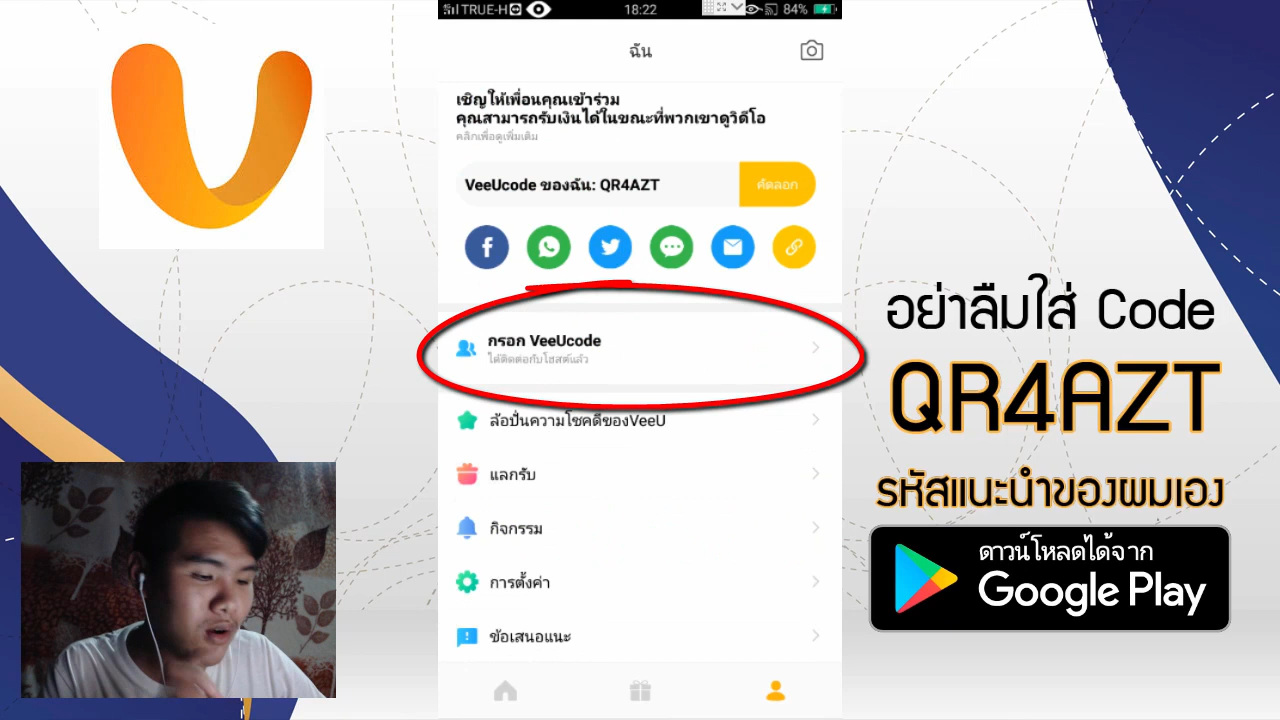 TRUE-H
18:22
84%
ฉัน
เชิญให้เพื่อนคุณเข้าร่วม
คุณสามารถรับเงินได้ในขณะที่พวกเขาดูวิดีโอ
คลิกเพื่อดูเพิ่มเติม
VeeUcode ของฉัน: QR4AZT
คัดลอก
กรอก VeeUcode
ได้ติดต่อกับโฮสต์แล้ว
ล้อปั่นความโชคดีของVeeU
แลกรับ
กิจกรรม
การตั้งค่า
ข้อเสนอแนะ
อย่าลืมใส่ Code
QR4AZT
รหัสแนะนำของผมเอง
ดาวน์โหลดได้จาก
Google Play